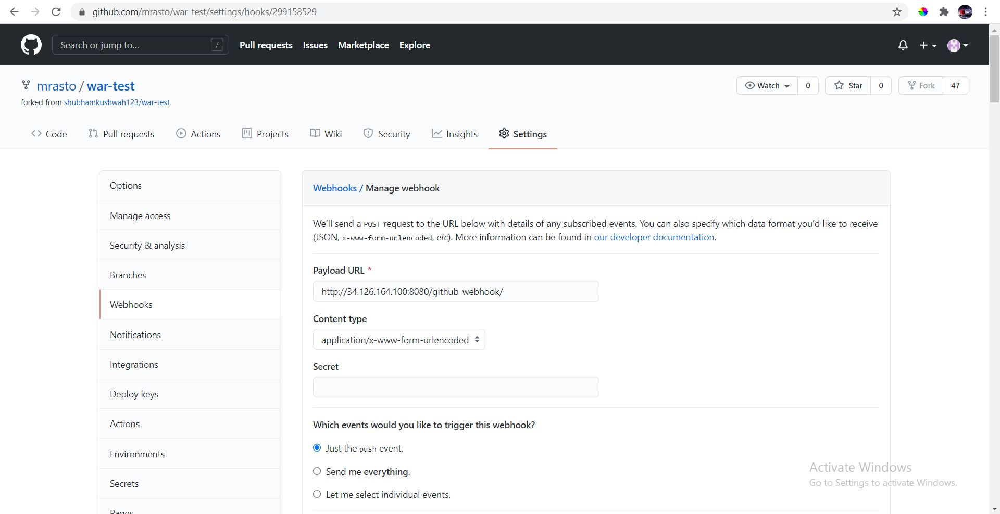 github.com/mrasto/war-test/settings/hooks/299158529
Search or jump to... /
Pull requests Issues Marketplace Explore
mrasto / war-test
Watch 0 Star 0 Fork 47
forked from shubhamkushwah123/war-test
Code Pull requests Actions Projects Wiki Security Insights Settings
Options
Manage access
Security & analysis
Branches
Webhooks
Notifications
Integrations
Deploy keys
Actions
Environments
Secrets
Pages
Webhooks / Manage webhook
We'll send a POST request to the URL below with details of any subscribed events. You can also specify which data format you'd like to receive
(JSON, x-www-form-urlencoded, etc). More information can be found in our developer documentation.
Payload URL *
http://34.126.164.100:8080/github-webhook/
Content type
application/x-www-form-urlencoded
Secret
Which events would you like to trigger this webhook?
Just the push event.
Send me everything.
Let me select individual events.
Activate Windows
Go to Settings to activate Windows.